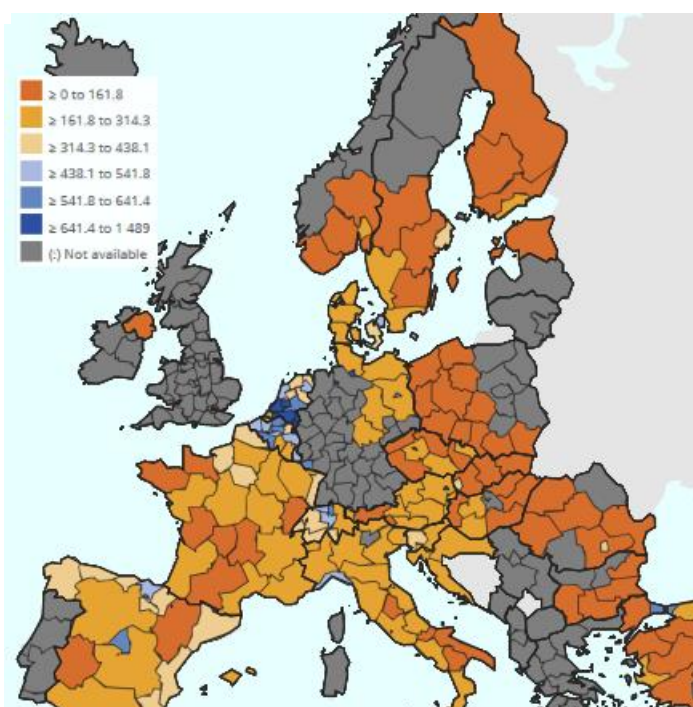 ≥ 0 to 161.8
≥ 161.8 to 314.3
≥ 314.3 to 438.1
≥ 438.1 to 541.8
≥ 541.8 to 641.4
≥ 641.4 to 1 489
(:) Not available